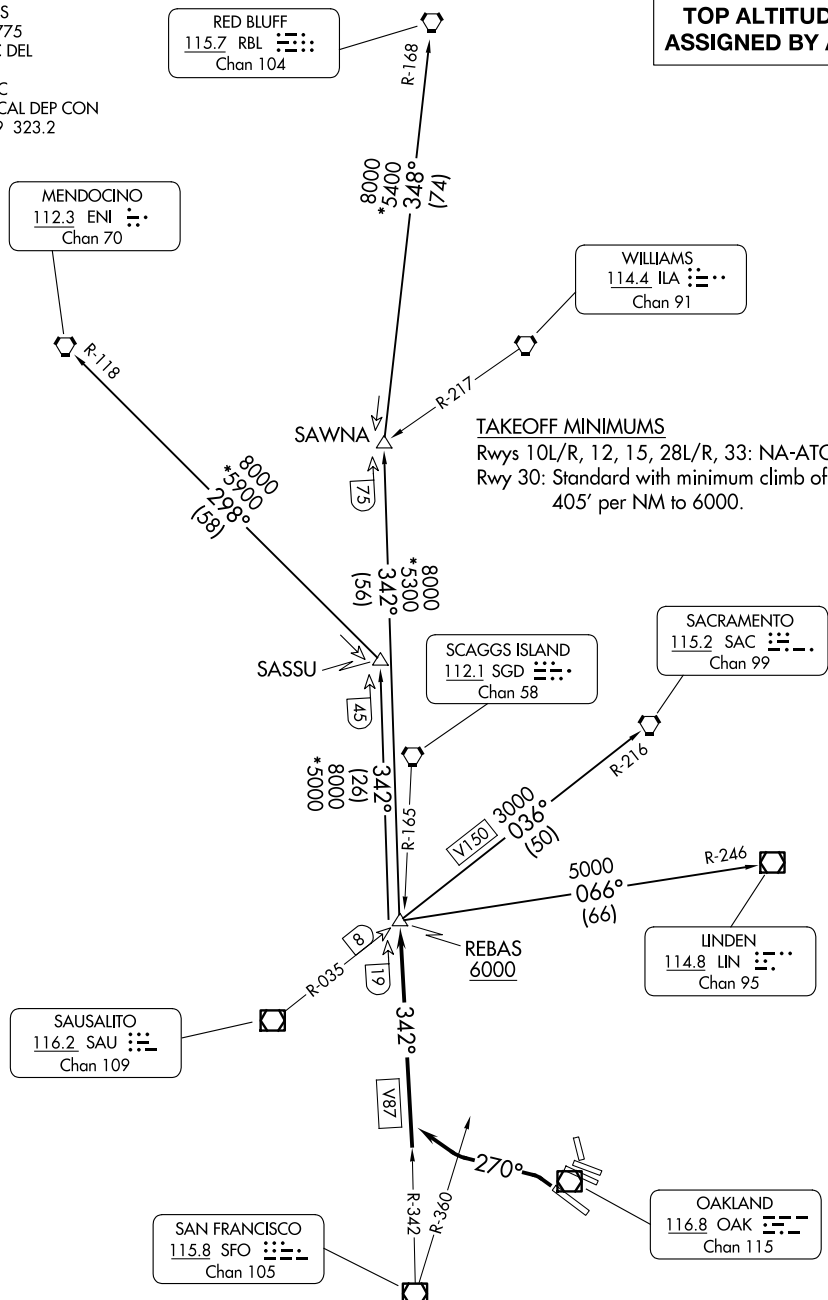 S
775
DEL
C
CAL DEP CON
323.2
RED BLUFF
115.7 RBL
Chan 104
TOP ALTITUD
ASSIGNED BY A
R-168
8000
*5400
348°
(74)
MENDOCINO
112.3 ENI
Chan 70
R-118
WILLIAMS
114.4 ILA
Chan 91
R-217
SAWNA
75
TAKEOFF MINIMUMS
Rwys 10L/R, 12, 15, 28L/R, 33: NA-ATC
Rwy 30: Standard with minimum climb of
405' per NM to 6000.
8000
*5900
298°
(58)
8000
*5300
342°
(56)
SASSU
45
SCAGGS ISLAND
112.1 SGD
Chan 58
R-165
SACRAMENTO
115.2 SAC
Chan 99
R-216
342°
(26)
8000
*5000
V150
3000
036°
(50)
5000
066°
(66)
R-246
LINDEN
114.8 LIN
Chan 95
REBAS
6000
8
19
R-035
SAUSALITO
116.2 SAU
Chan 109
342°
V87
270°
R-342
R-360
OAKLAND
116.8 OAK
Chan 115
SAN FRANCISCO
115.8 SFO
Chan 105